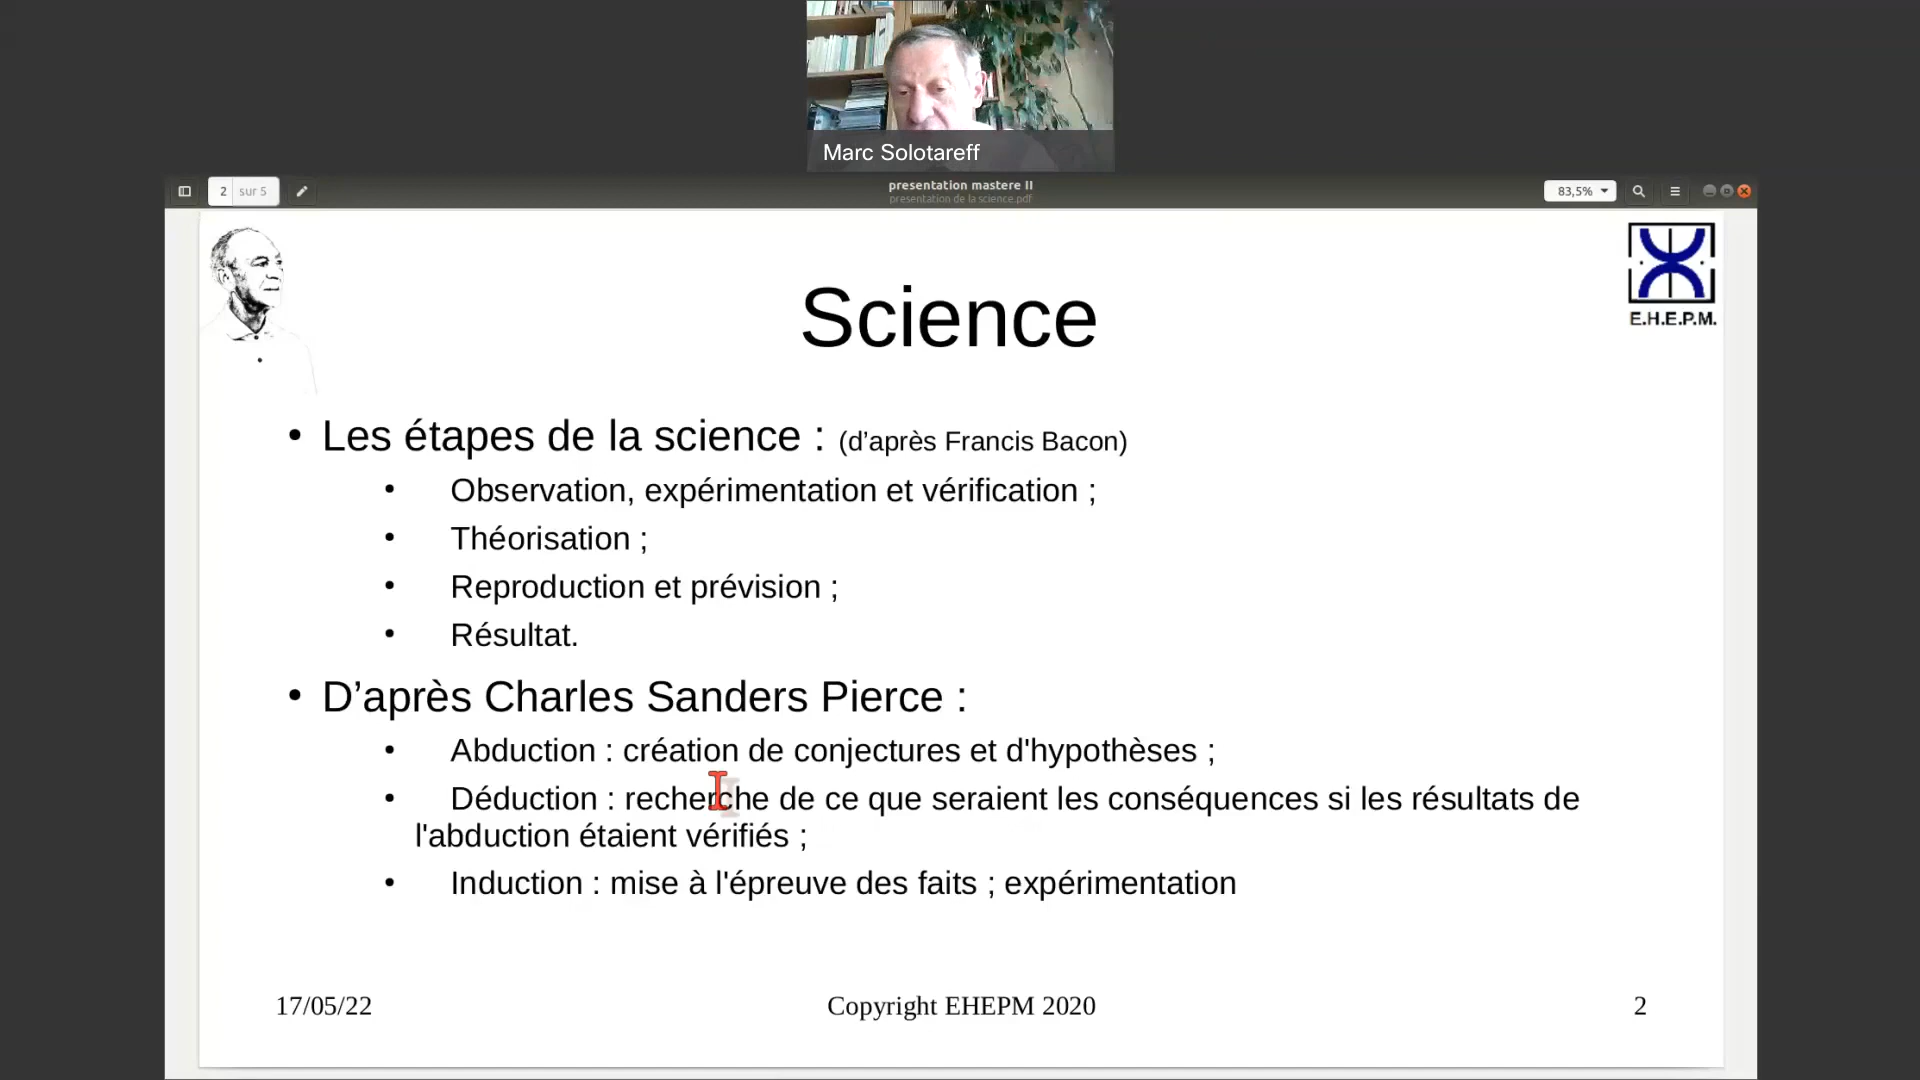 Marc Solotareff
2 sur 5
presentation mastere II
presentation de la science.pdf
83,5%
E.H.E.P.M.
Science
• Les étapes de la science : (d’après Francis Bacon)
• Observation, expérimentation et vérification ;
• Théorisation ;
• Reproduction et prévision ;
• Résultat.
• D’après Charles Sanders Pierce :
• Abduction : création de conjectures et d'hypothèses ;
• Déduction : recherche de ce que seraient les conséquences si les résultats de
l'abduction étaient vérifiés ;
• Induction : mise à l'épreuve des faits ; expérimentation
17/05/22
Copyright EHEPM 2020
2